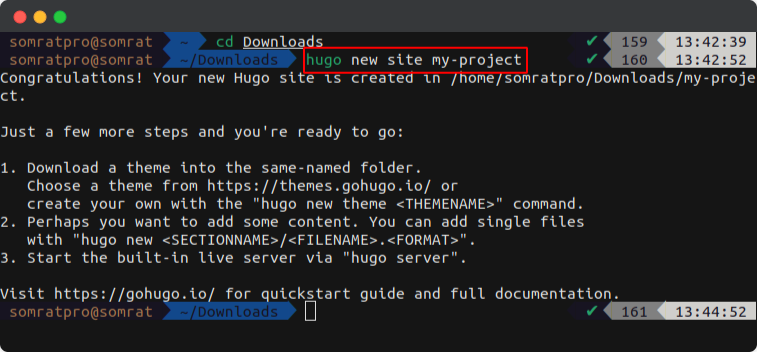 somratpro@somrat ~ cd Downloads ✔ 159 13:42:39
somratpro@somrat ~/Downloads hugo new site my-project ✔ 160 13:42:52
Congratulations! Your new Hugo site is created in /home/somratpro/Downloads/my-proje
ct.
Just a few more steps and you're ready to go:
1. Download a theme into the same-named folder.
Choose a theme from https://themes.gohugo.io/ or
create your own with the "hugo new theme <THEMENAME>" command.
2. Perhaps you want to add some content. You can add single files
with "hugo new <SECTIONNAME>/<FILENAME>.<FORMAT>".
3. Start the built-in live server via "hugo server".
Visit https://gohugo.io/ for quickstart guide and full documentation.
somratpro@somrat ~/Downloads ✔ 161 13:44:52